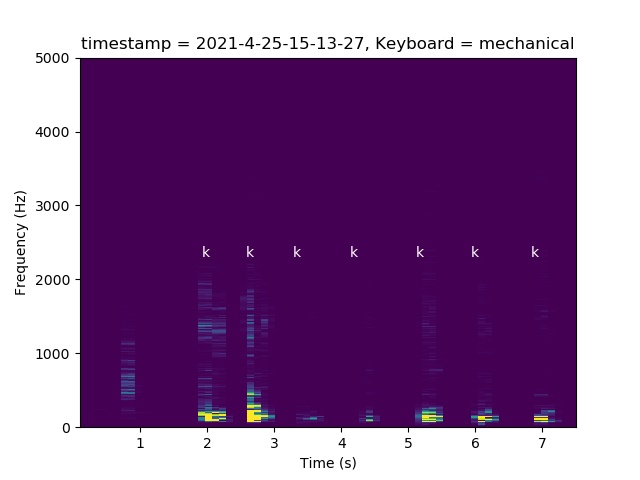 timestamp = 2021-4-25-15-13-27, Keyboard = mechanical
5000
4000
3000
k k k k k k k
2000
1000
0
Frequency (Hz)
1 2 3 4 5 6 7
Time (s)